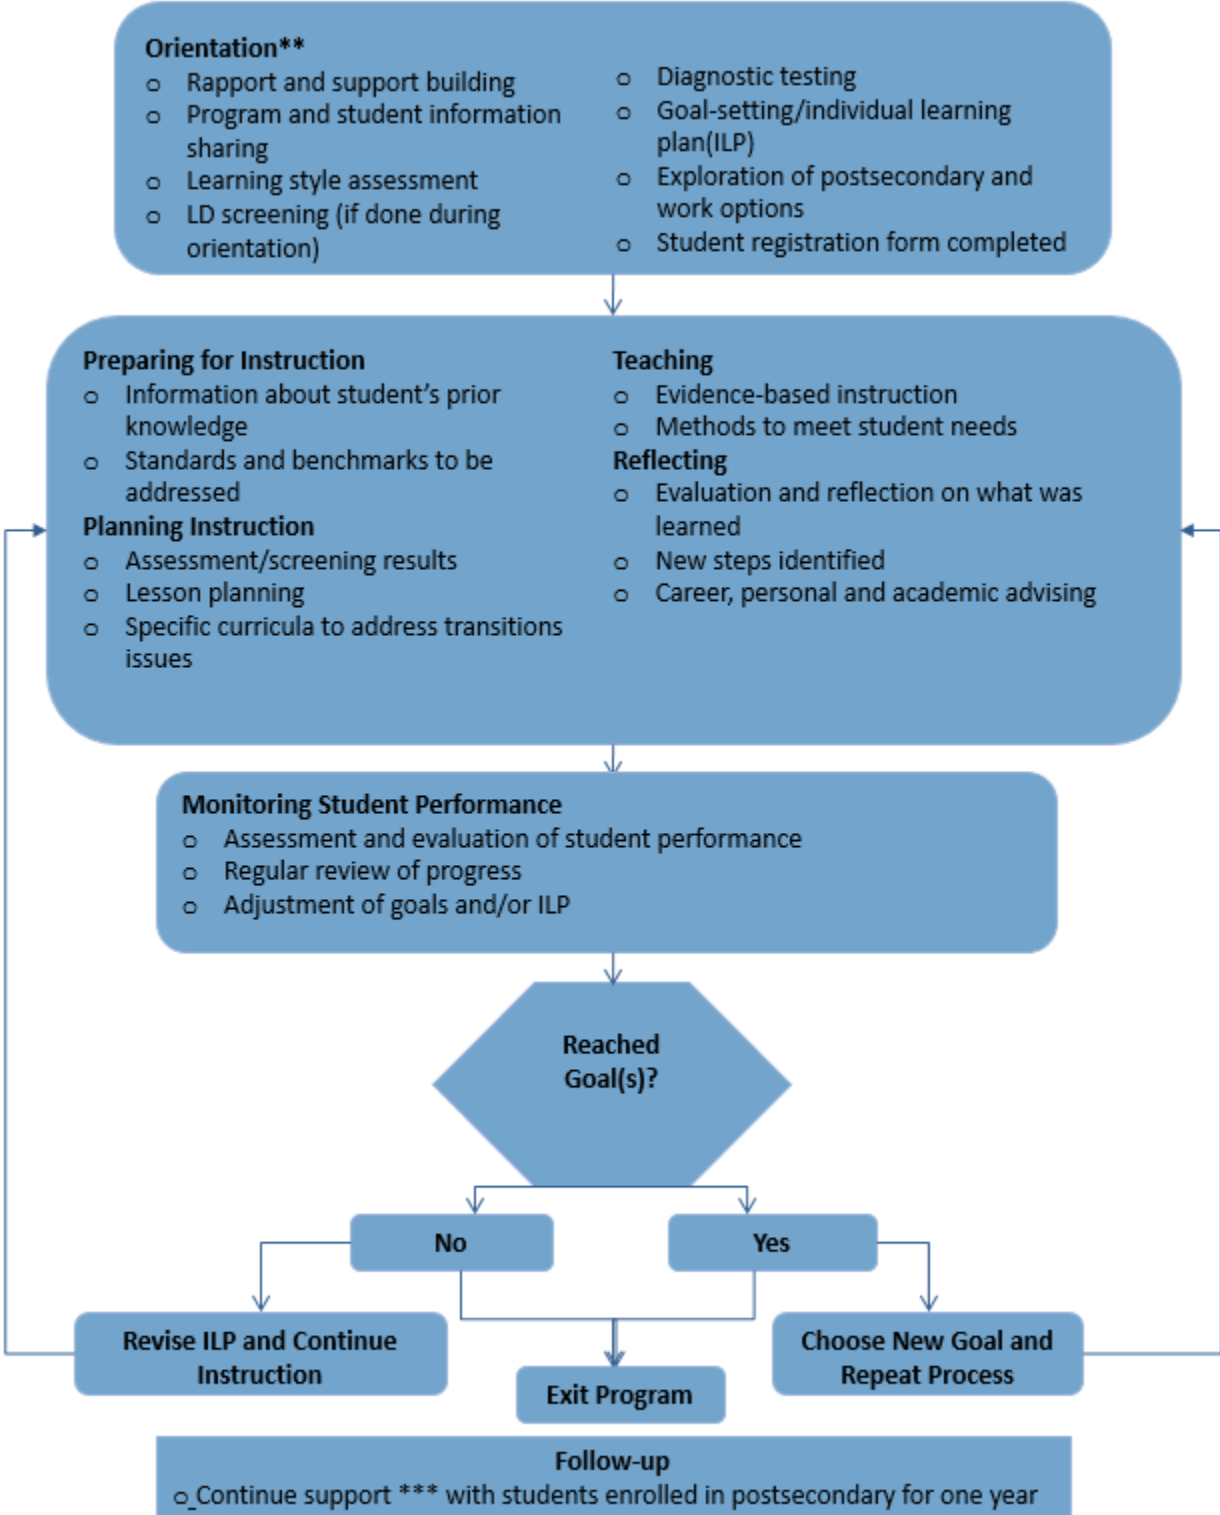 Orientation**
o Rapport and support building
o Program and student information
sharing
o Learning style assessment
o LD screening (if done during
orientation)
o Diagnostic testing
o Goal-setting/individual learning
plan(ILP)
o Exploration of postsecondary and
work options
o Student registration form completed
Preparing for Instruction
o Information about student’s prior
knowledge
o Standards and benchmarks to be
addressed
Planning Instruction
o Assessment/screening results
o Lesson planning
o Specific curricula to address transitions
issues
Teaching
o Evidence-based instruction
o Methods to meet student needs
Reflecting
o Evaluation and reflection on what was
learned
o New steps identified
o Career, personal and academic advising
Monitoring Student Performance
o Assessment and evaluation of student performance
o Regular review of progress
o Adjustment of goals and/or ILP
Reached
Goal(s)?
No
Yes
Revise ILP and Continue
Instruction
Exit Program
Choose New Goal and
Repeat Process
Follow-up
o Continue support *** with students enrolled in postsecondary for one year